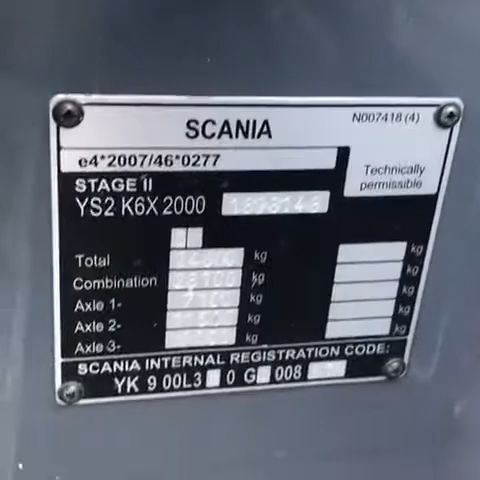 SCANIA
N007418 (4)
e4*2007/46*0277
Technically
permissible
STAGE II
YS2 K6X 2000
Total kg kg
Combination kg kg
Axle 1- kg kg
Axle 2- kg kg
Axle 3- kg kg
SCANIA INTERNAL REGISTRATION CODE:
YK 9 00L3 0 G 008